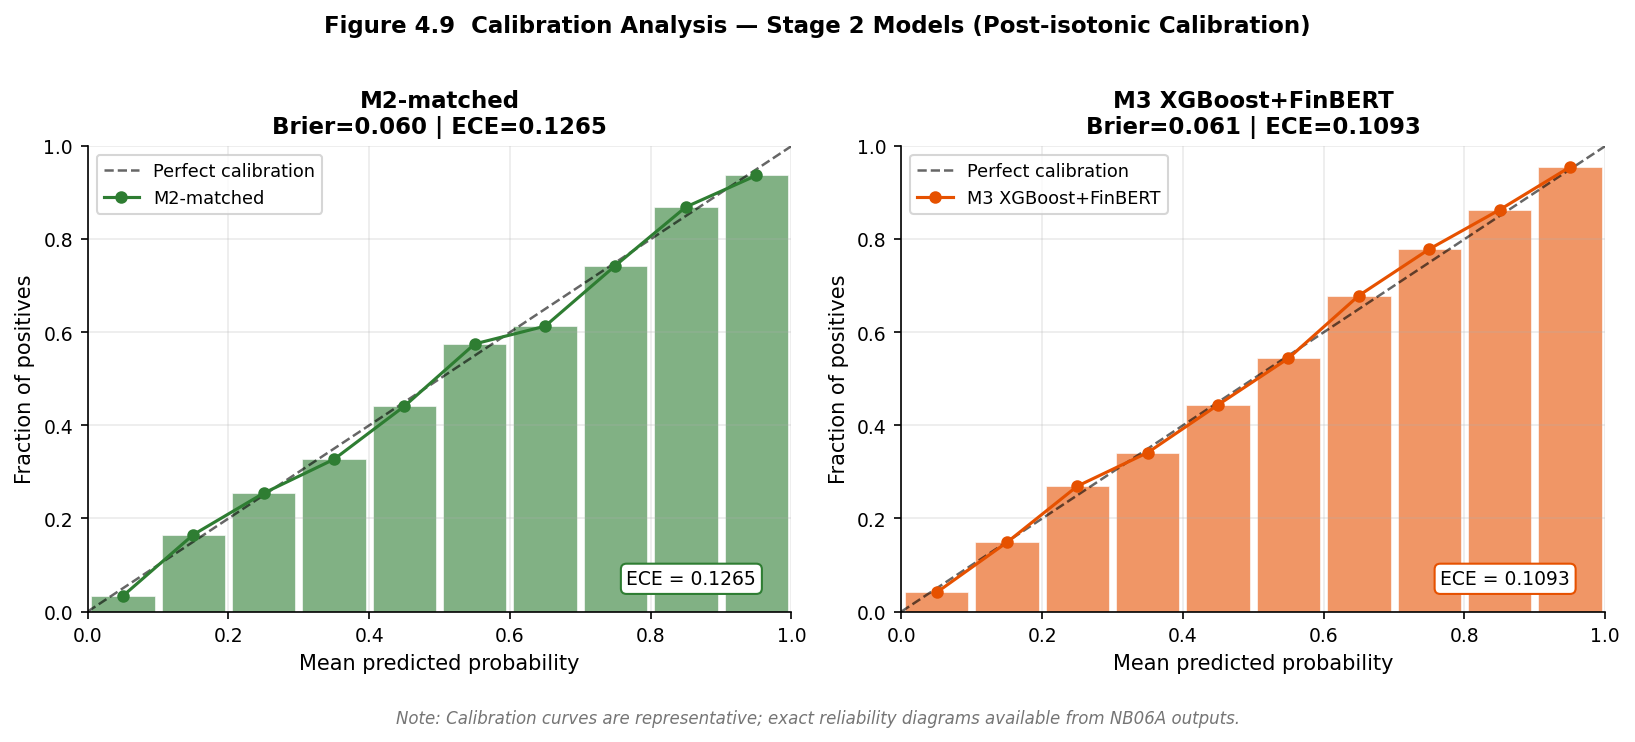 Figure 4.9  Calibration Analysis — Stage 2 Models (Post-isotonic Calibration)
M2-matched
Brier=0.060 | ECE=0.1265
Perfect calibration
M2-matched
Fraction of positives
1.0
0.8
0.6
0.4
0.2
0.0
ECE = 0.1265
0.0 0.2 0.4 0.6 0.8 1.0
Mean predicted probability
M3 XGBoost+FinBERT
Brier=0.061 | ECE=0.1093
Perfect calibration
M3 XGBoost+FinBERT
Fraction of positives
1.0
0.8
0.6
0.4
0.2
0.0
ECE = 0.1093
0.0 0.2 0.4 0.6 0.8 1.0
Mean predicted probability
Note: Calibration curves are representative; exact reliability diagrams available from NB06A outputs.